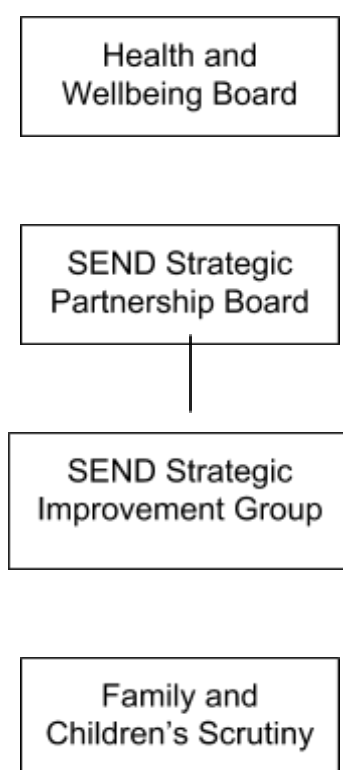 Health and
Wellbeing Board
SEND Strategic
Partnership Board
SEND Strategic
Improvement Group
Family and
Children's Scrutiny